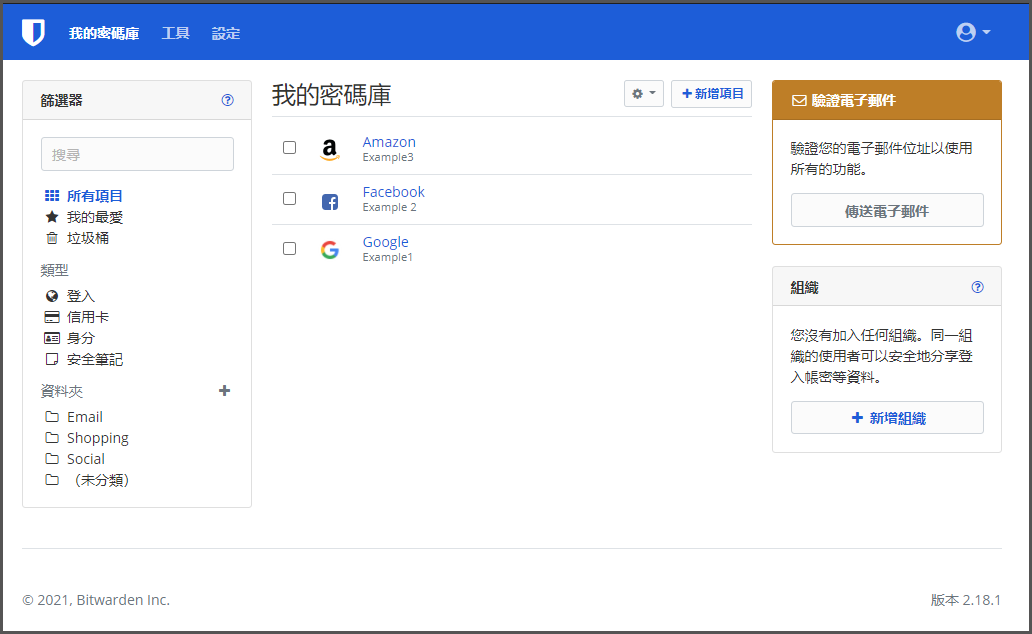 我的密碼庫 工具 設定
篩選器
搜尋
所有項目
我的最愛
垃圾桶
類型
登入
信用卡
身分
安全筆記
資料夾
Email
Shopping
Social
（未分類）
我的密碼庫
新增項目
Amazon
Example3
Facebook
Example 2
Google
Example1
驗證電子郵件
驗證您的電子郵件位址以使用
所有的功能。
傳送電子郵件
組織
您沒有加入任何組織。同一組
織的使用者可以安全地分享登
入帳密等資料。
新增組織
© 2021, Bitwarden Inc.
版本 2.18.1